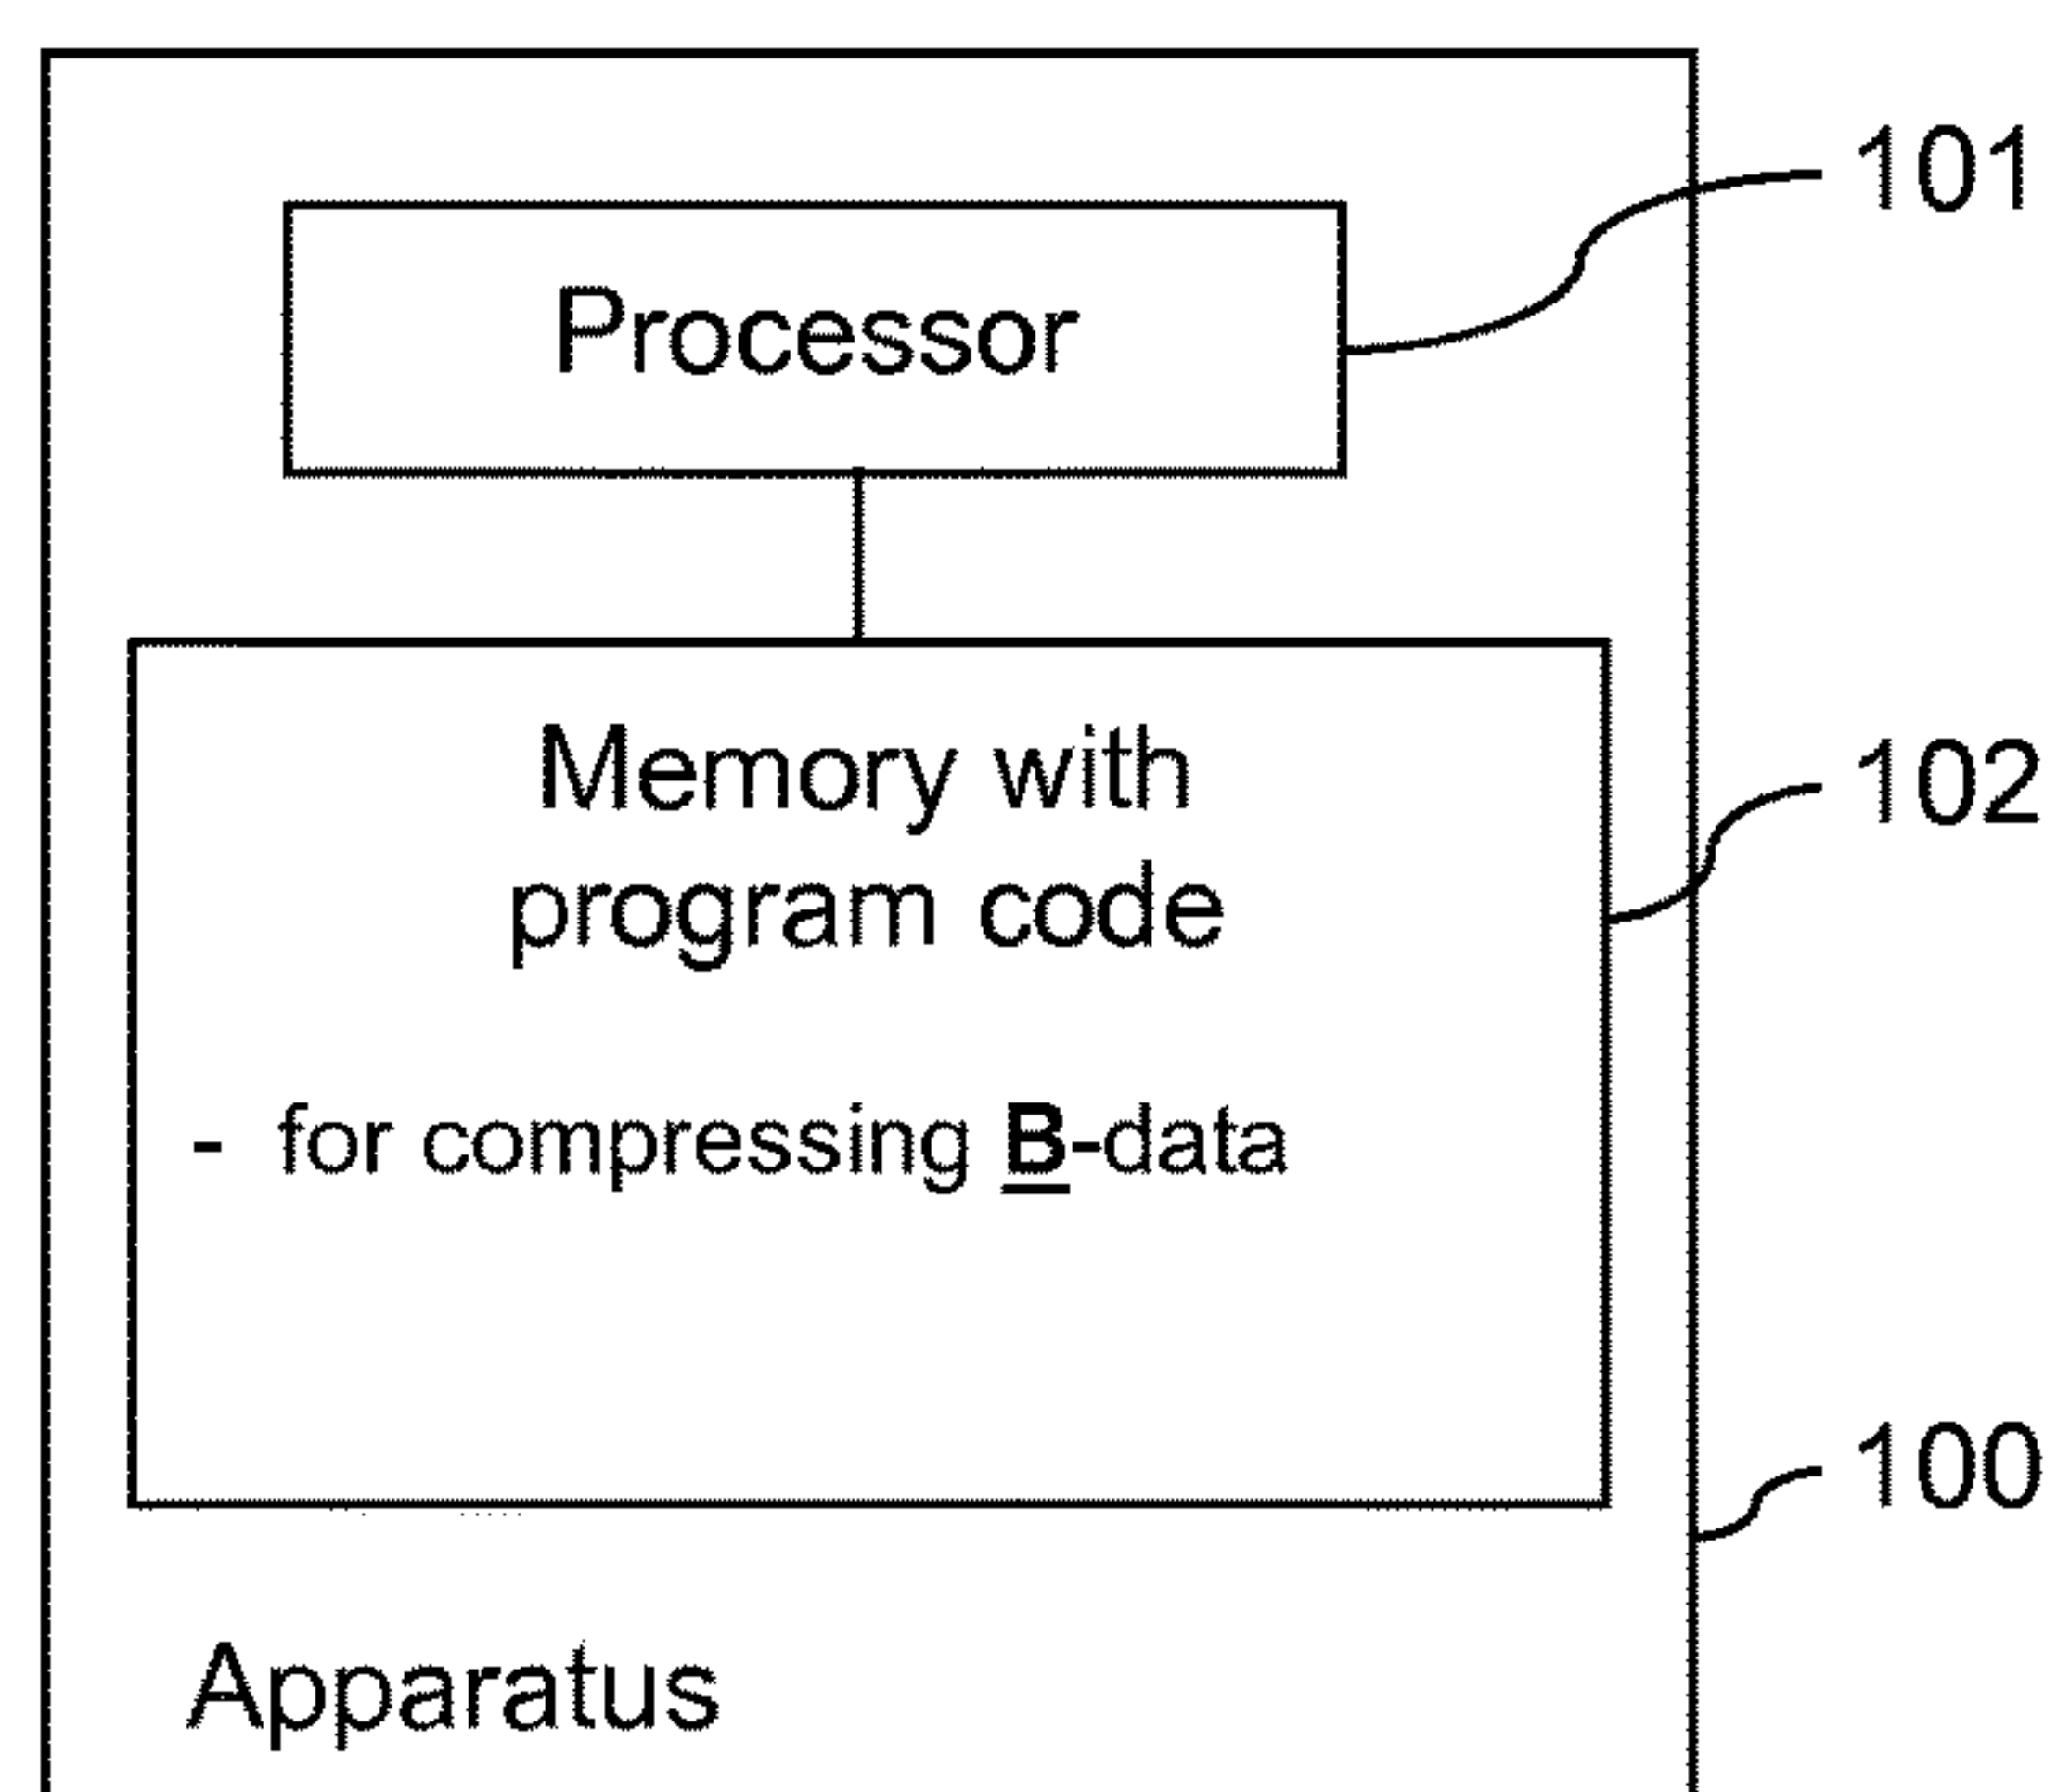 101
Processor
Memory with
102
program code
- for compressing B-data
100
Apparatus